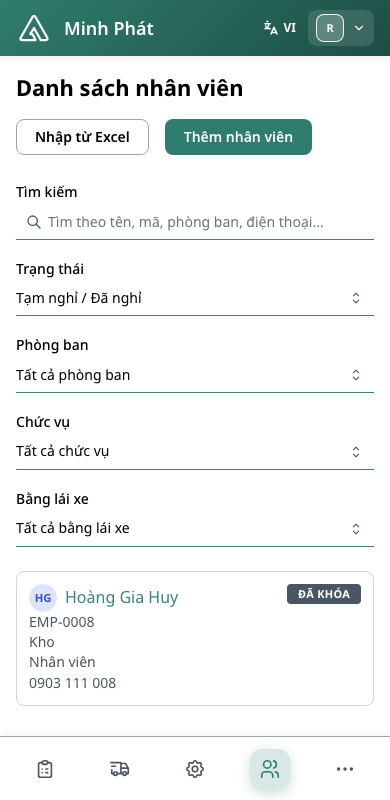 Minh Phát
VI
R
Danh sách nhân viên
Nhập từ Excel
Thêm nhân viên
Tìm kiếm
Tìm theo tên, mã, phòng ban, điện thoại...
Trạng thái
Tạm nghỉ / Đã nghỉ
Phòng ban
Tất cả phòng ban
Chức vụ
Tất cả chức vụ
Bằng lái xe
Tất cả bằng lái xe
HG
Hoàng Gia Huy
ĐÃ KHÓA
EMP-0008
Kho
Nhân viên
0903 111 008